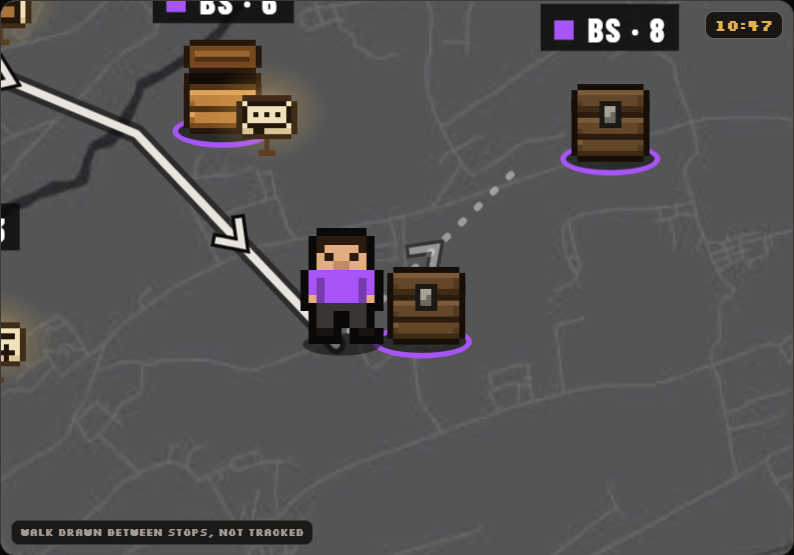 BS · 6
BS · 8
10:47
WALK DRAWN BETWEEN STOPS, NOT TRACKED